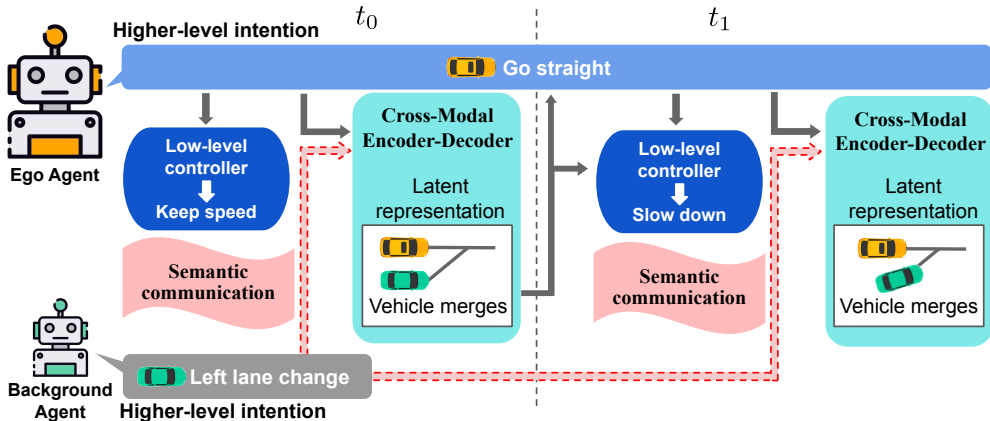 Higher-level intention
t0
t1
Go straight
Ego Agent
Low-level
controller
Keep speed
Cross-Modal
Encoder-Decoder
Latent
representation
Vehicle merges
Semantic
communication
Low-level
controller
Slow down
Cross-Modal
Encoder-Decoder
Latent
representation
Vehicle merges
Semantic
communication
Background
Agent
Left lane change
Higher-level intention